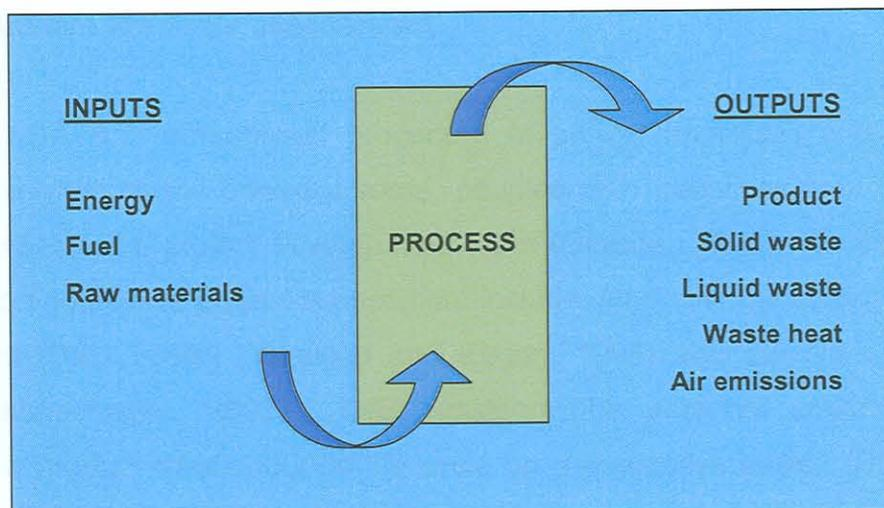 INPUTS
Energy
Fuel
Raw materials
PROCESS
OUTPUTS
Product
Solid waste
Liquid waste
Waste heat
Air emissions